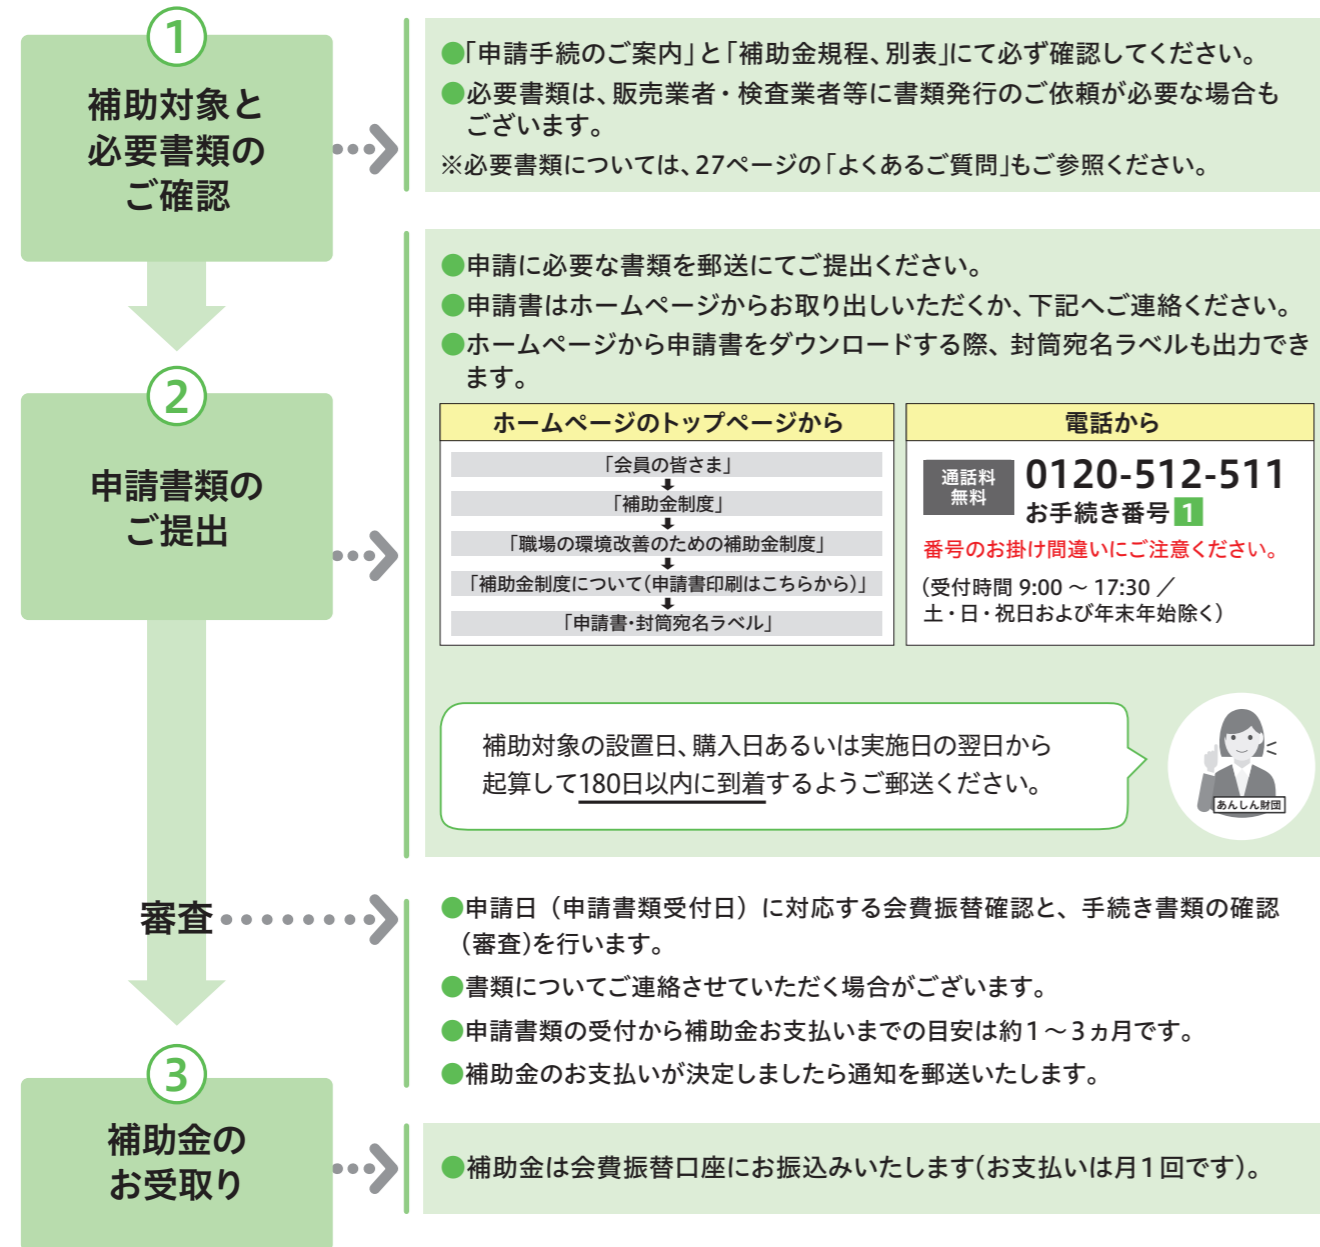 1
補助対象と
必要書類の
ご確認
●「申請手続のご案内」と「補助金規程、別表」にて必ず確認してください。
●必要書類は、販売業者・検査業者等に書類発行のご依頼が必要な場合も
ございます。
※必要書類については、27ページの「よくあるご質問」もご参照ください。
2
申請書類の
ご提出
●申請に必要な書類を郵送にてご提出ください。
●申請書はホームページからお取り出しいただくか、下記へご連絡ください。
●ホームページから申請書をダウンロードする際、封筒宛名ラベルも出力でき
ます。
ホームページのトップページから
「会員の皆さま」
「補助金制度」
「職場の環境改善のための補助金制度」
「補助金制度について(申請書印刷はこちらから)」
「申請書・封筒宛名ラベル」
電話から
通話料
無料
0120-512-511
お手続き番号 1
番号のお掛け間違いにご注意ください。
(受付時間 9:00 ～ 17:30 ／
土・日・祝日および年末年始除く)
補助対象の設置日、購入日あるいは実施日の翌日から
起算して180日以内に到着するようご郵送ください。
あんしん財団
審査
●申請日（申請書類受付日）に対応する会費振替確認と、手続き書類の確認
(審査)を行います。
●書類についてご連絡させていただく場合がございます。
●申請書類の受付から補助金お支払いまでの目安は約1～3ヵ月です。
●補助金のお支払いが決定しましたら通知を郵送いたします。
3
補助金の
お受取り
●補助金は会費振替口座にお振込みいたします(お支払いは月1回です)。